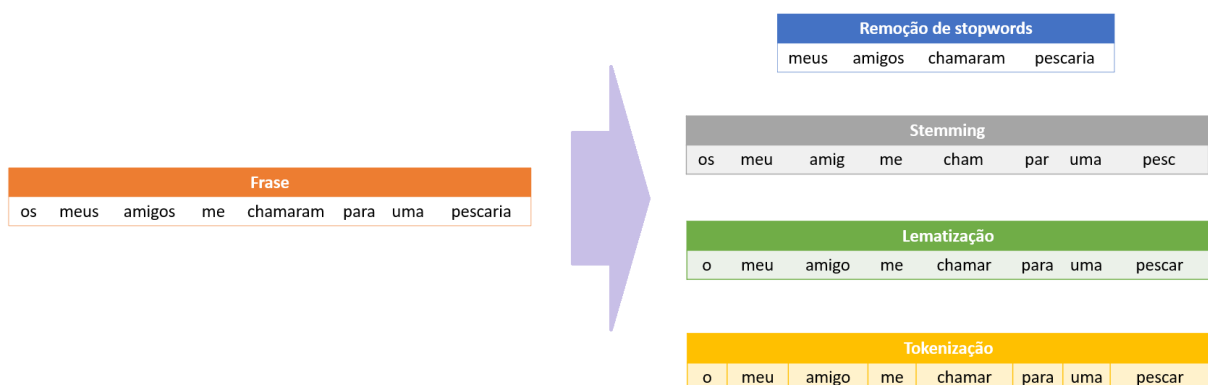 Frase
os meus amigos me chamaram para uma pescaria
Remoção de stopwords
meus amigos chamaram pescaria
Stemming
os meu amig me cham par uma pesc
Lematização
o meu amigo me chamar para uma pescar
Tokenização
o meu amigo me chamar para uma pescar